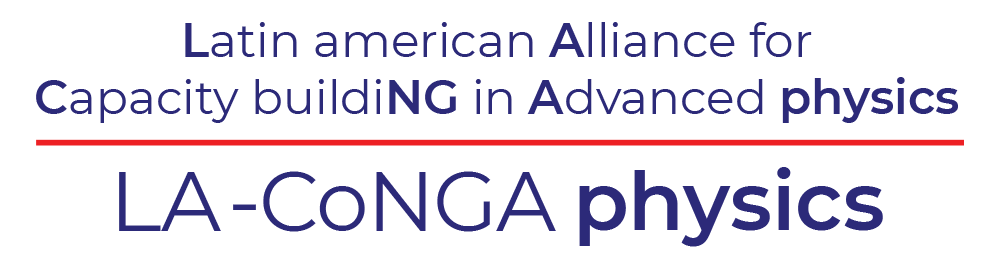 Latin american Alliance for
Capacity buildiNG in Advanced physics
LA-CoNGA physics